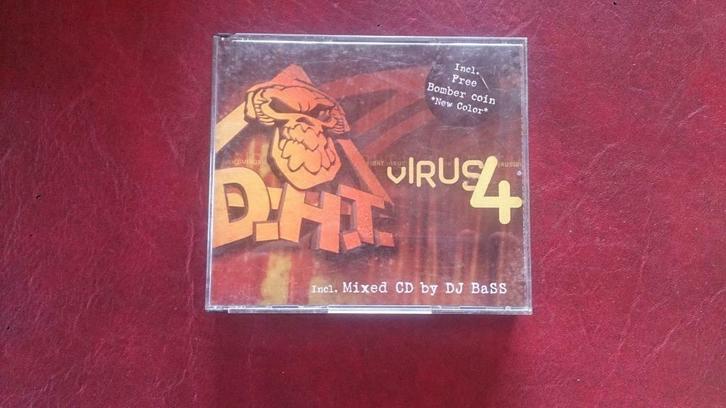 Incl.
Free
Bomber coin
*New Color*
vIRUS 4
D.H.T.
Incl. Mixed CD by DJ BaSS